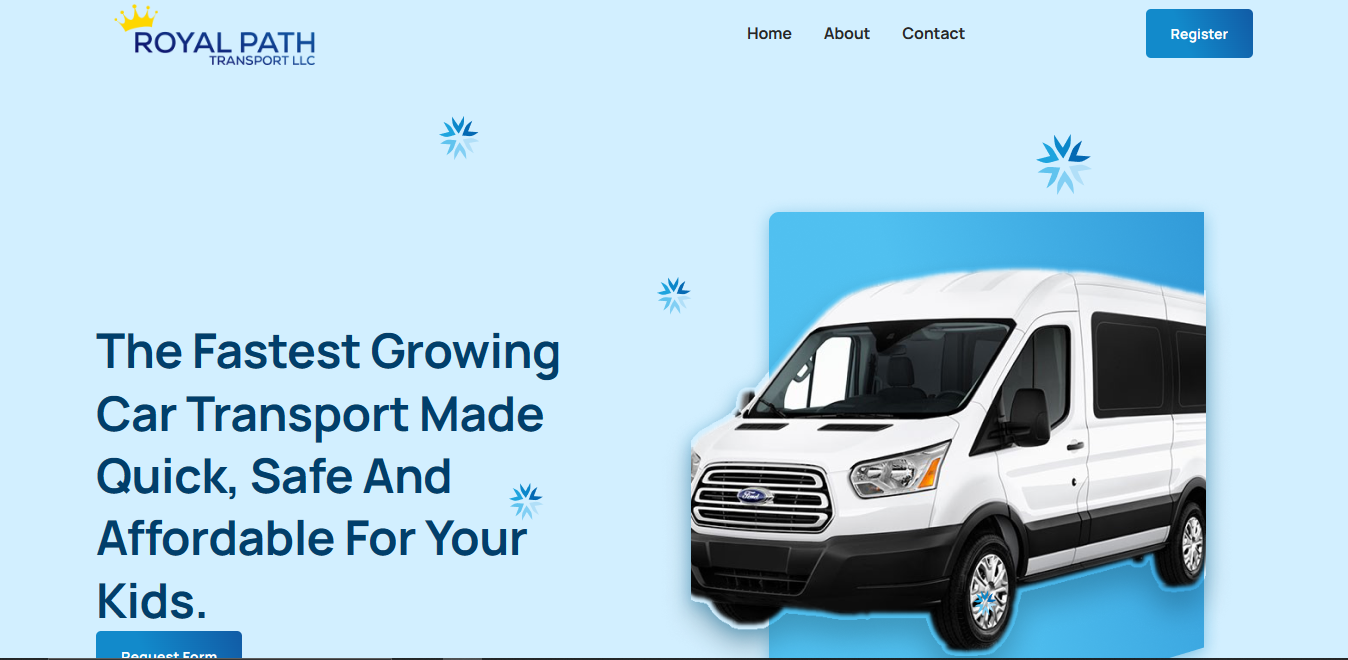 ROYAL PATH
TRANSPORT LLC
Home
About
Contact
Register
The Fastest Growing
Car Transport Made
Quick, Safe And
Affordable For Your
Kids.
Ford
Request Form